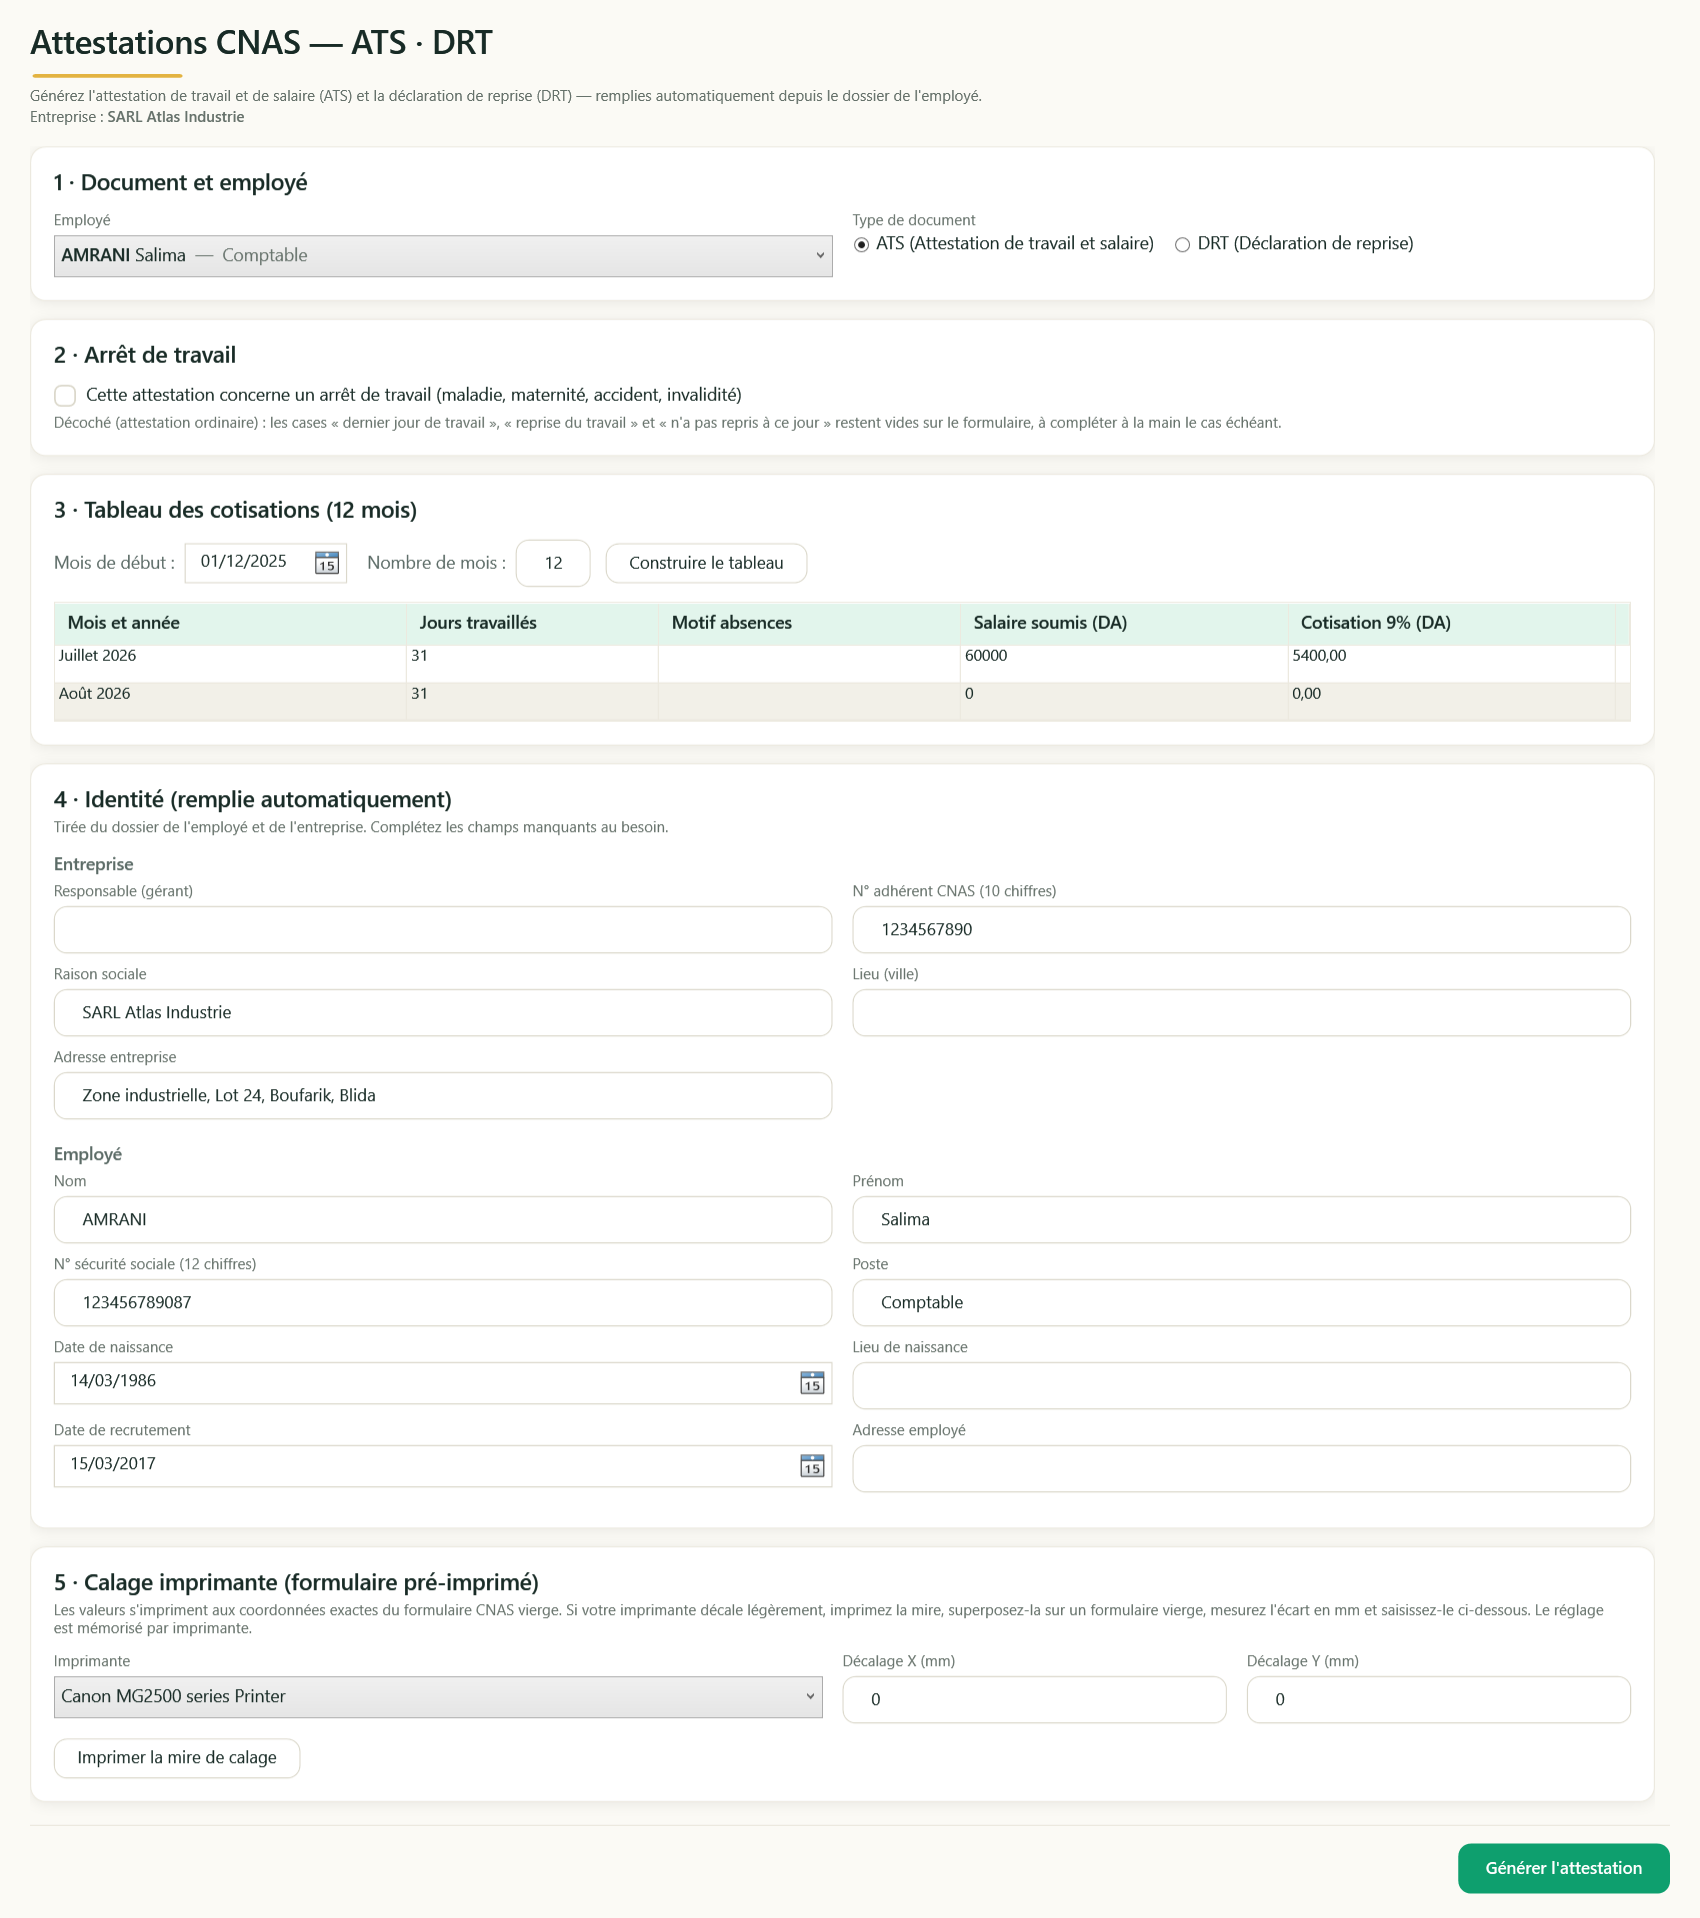 Attestations CNAS — ATS · DRT
Générez l'attestation de travail et de salaire (ATS) et la déclaration de reprise (DRT) — remplies automatiquement depuis le dossier de l'employé.
Entreprise : SARL Atlas Industrie
1 · Document et employé
Employé
Type de document
AMRANI Salima — Comptable
ATS (Attestation de travail et salaire)
DRT (Déclaration de reprise)
2 · Arrêt de travail
Cette attestation concerne un arrêt de travail (maladie, maternité, accident, invalidité)
Décoché (attestation ordinaire) : les cases « dernier jour de travail », « reprise du travail » et « n'a pas repris à ce jour » restent vides sur le formulaire, à compléter à la main le cas échéant.
3 · Tableau des cotisations (12 mois)
Mois de début : 01/12/2025 15 Nombre de mois : 12 Construire le tableau
Mois et année Jours travaillés Motif absences Salaire soumis (DA) Cotisation 9% (DA)
Juillet 2026 31 60000 5400,00
Août 2026 31 0 0,00
4 · Identité (remplie automatiquement)
Tirée du dossier de l'employé et de l'entreprise. Complétez les champs manquants au besoin.
Entreprise
Responsable (gérant)
N° adhérent CNAS (10 chiffres)
1234567890
Raison sociale
Lieu (ville)
SARL Atlas Industrie
Adresse entreprise
Zone industrielle, Lot 24, Boufarik, Blida
Employé
Nom
Prénom
AMRANI
Salima
N° sécurité sociale (12 chiffres)
Poste
123456789087
Comptable
Date de naissance
Lieu de naissance
14/03/1986 15
Date de recrutement
Adresse employé
15/03/2017 15
5 · Calage imprimante (formulaire pré-imprimé)
Les valeurs s'impriment aux coordonnées exactes du formulaire CNAS vierge. Si votre imprimante décale légèrement, imprimez la mire, superposez-la sur un formulaire vierge, mesurez l'écart en mm et saisissez-le ci-dessous. Le réglage
est mémorisé par imprimante.
Imprimante
Décalage X (mm)
Décalage Y (mm)
Canon MG2500 series Printer
0
0
Imprimer la mire de calage
Générer l'attestation